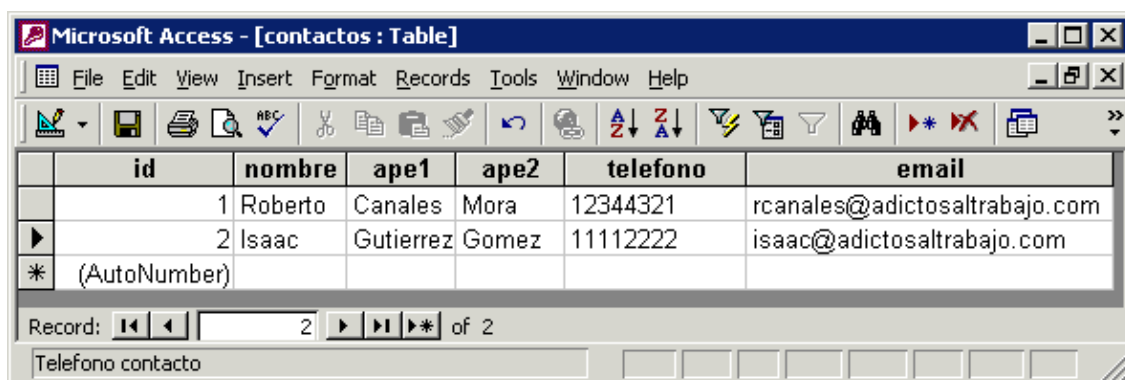 Microsoft Access - [contactos : Table]
File Edit View Insert Format Records Tools Window Help
ABC A Z Z A
id nombre ape1 ape2 telefono email
1 Roberto Canales Mora 12344321 rcanales@adictosaltrabajo.com
2 Isaac Gutierrez Gomez 11112222 isaac@adictosaltrabajo.com
(AutoNumber)
Record: 2 of 2
Telefono contacto